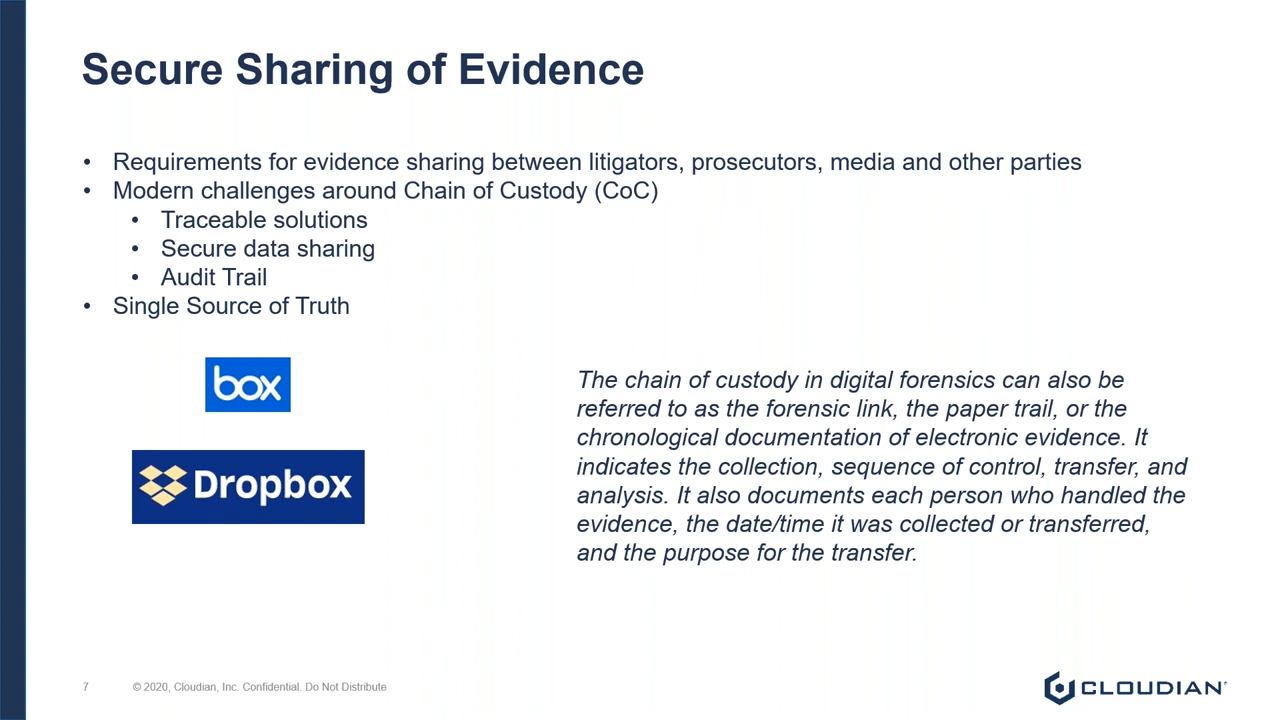 Secure Sharing of Evidence
• Requirements for evidence sharing between litigators, prosecutors, media and other parties
• Modern challenges around Chain of Custody (CoC)
• Traceable solutions
• Secure data sharing
• Audit Trail
• Single Source of Truth
box
Dropbox
The chain of custody in digital forensics can also be
referred to as the forensic link, the paper trail, or the
chronological documentation of electronic evidence. It
indicates the collection, sequence of control, transfer, and
analysis. It also documents each person who handled the
evidence, the date/time it was collected or transferred,
and the purpose for the transfer.
7
© 2020, Cloudian, Inc. Confidential. Do Not Distribute
CLOUDIAN